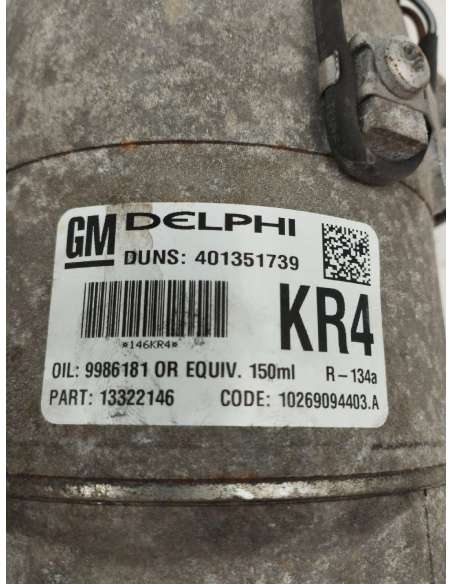 GM DELPHI
DUNS: 401351739
*146KR4*
KR4
OIL: 9986181 OR EQUIV. 150ml R-134a
PART: 13322146 CODE: 10269094403.A